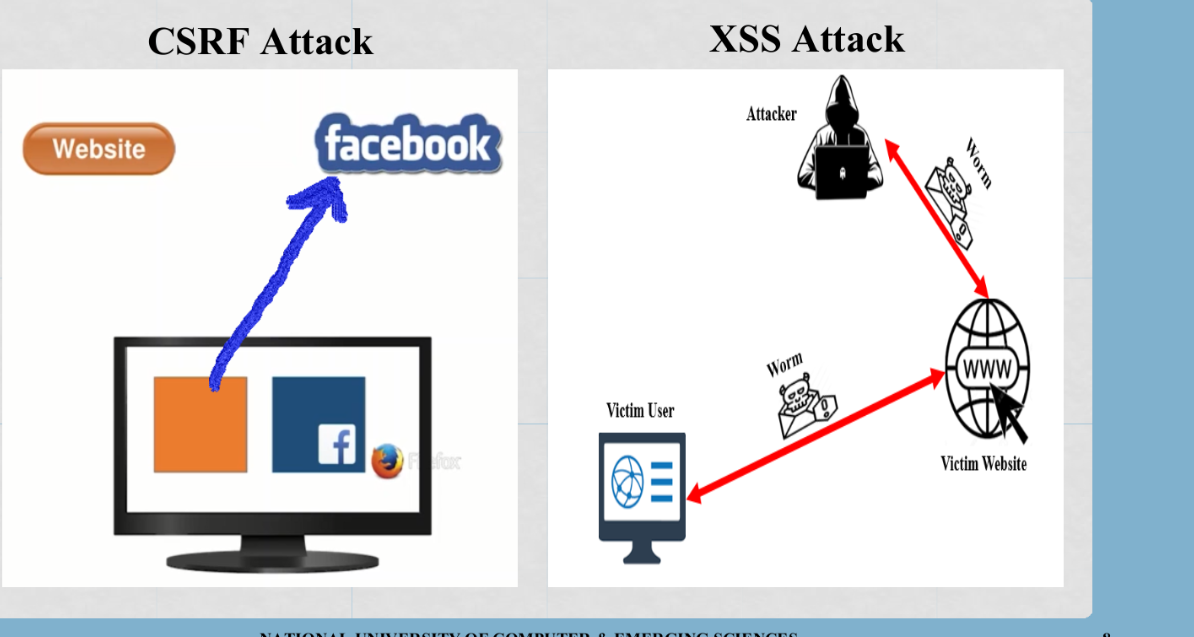 CSRF Attack
XSS Attack
Website
facebook
f
Firefox
Attacker
Worm
Worm
Victim User
WWW
Victim Website
NATIONAL UNIVERSITY OF COMPUTER & EMERGING SCIENCES